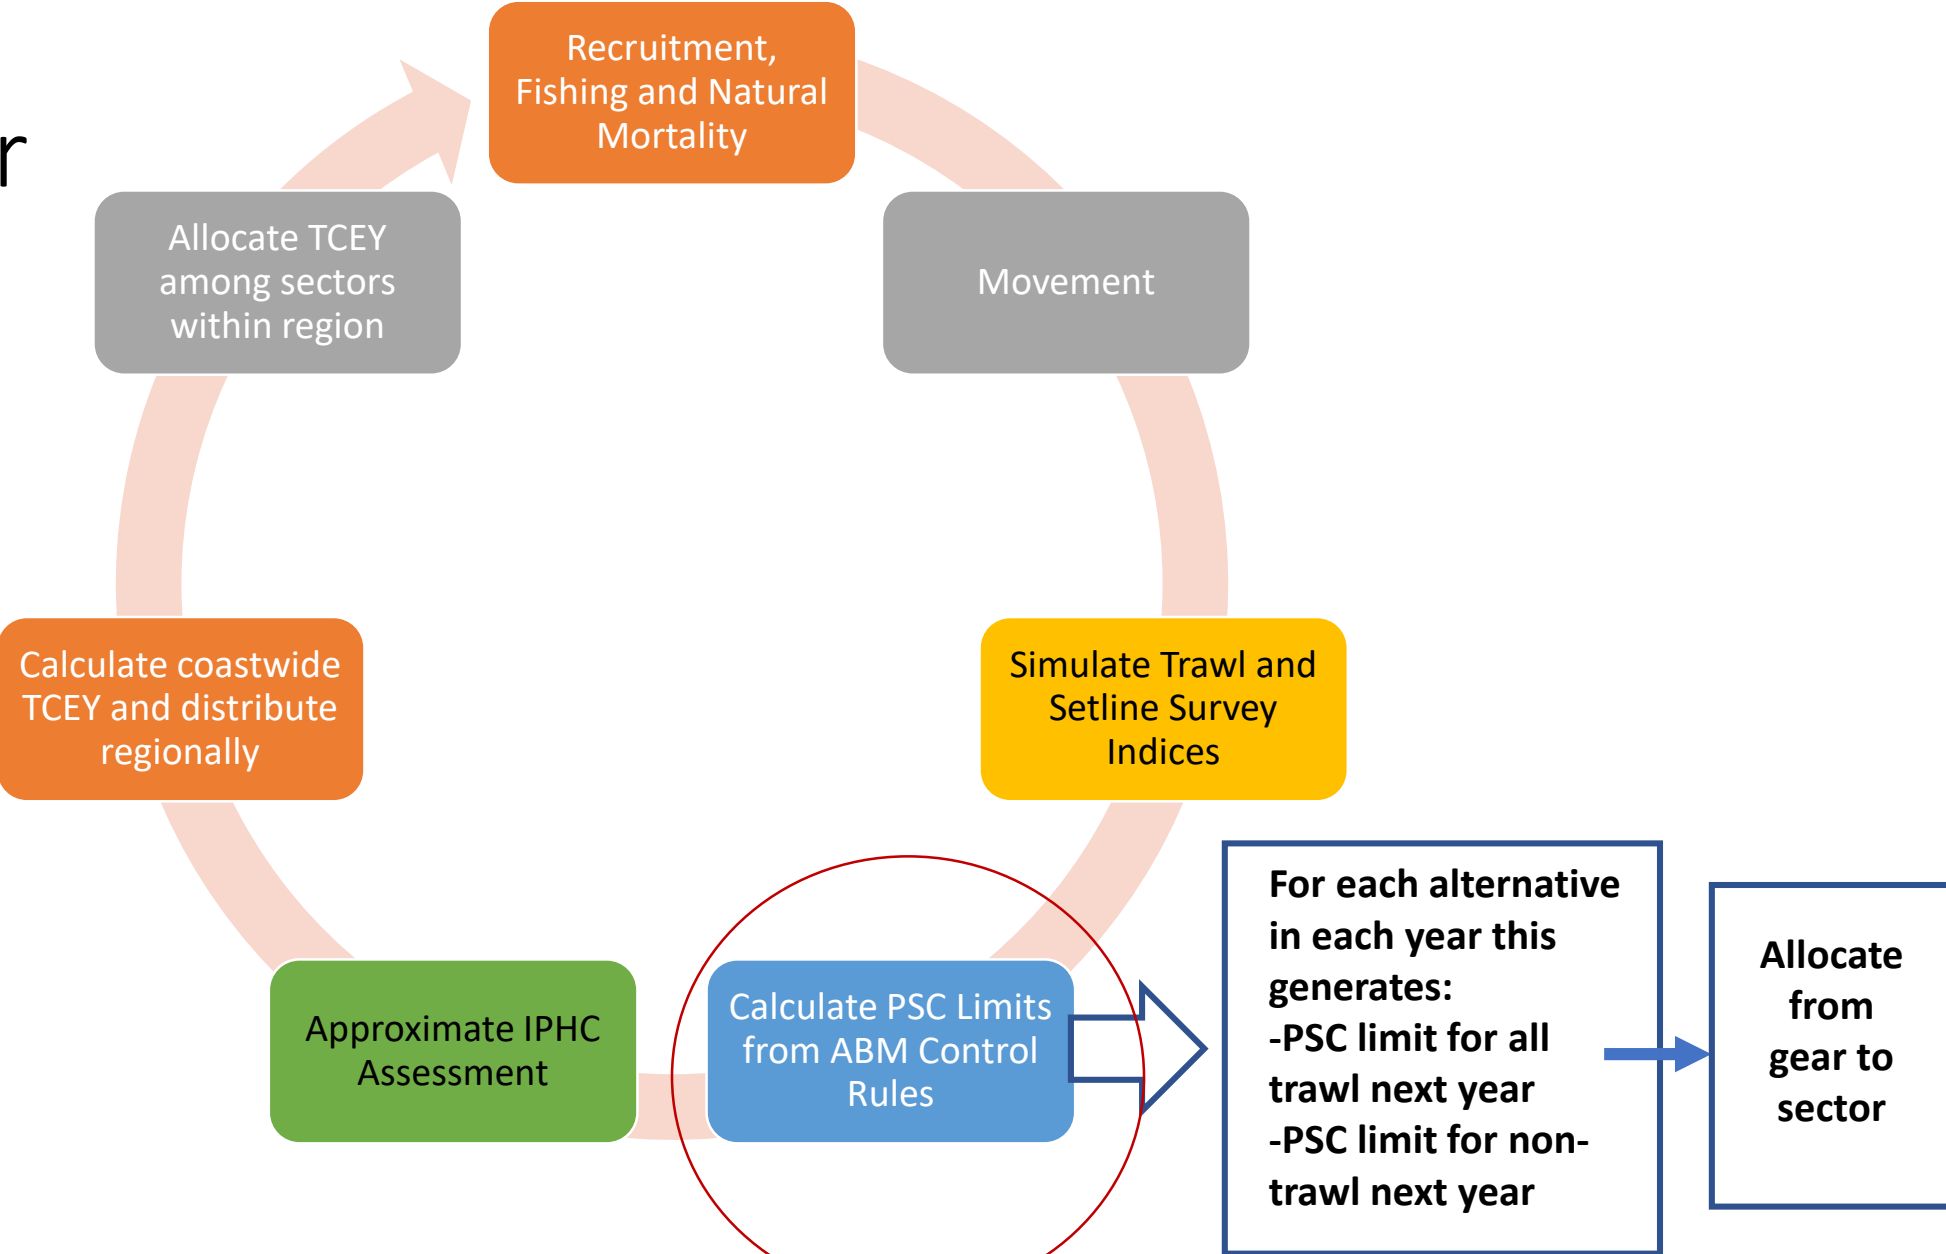 r
Recruitment,
Fishing and Natural
Mortality
Allocate TCEY
among sectors
within region
Movement
Calculate coastwide
TCEY and distribute
regionally
Simulate Trawl and
Setline Survey
Indices
Approximate IPHC
Assessment
Calculate PSC Limits
from ABM Control
Rules
For each alternative
in each year this
generates:
-PSC limit for all
trawl next year
-PSC limit for non-
trawl next year
Allocate
from
gear to
sector